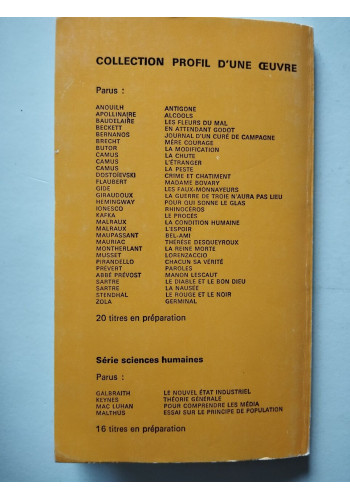 COLLECTION PROFIL D'UNE ŒUVRE
Parus :
ANOUILH ANTIGONE
APOLLINAIRE ALCOOLS
BAUDELAIRE LES FLEURS DU MAL
BECKETT EN ATTENDANT GODOT
BERNANOS JOURNAL D'UN CURÉ DE CAMPAGNE
BRECHT MÈRE COURAGE
BUTOR LA MODIFICATION
CAMUS LA CHUTE
CAMUS L'ÉTRANGER
CAMUS LA PESTE
DOSTOÏEVSKI CRIME ET CHATIMENT
FLAUBERT MADAME BOVARY
GIDE LES FAUX-MONNAYEURS
GIRAUDOUX LA GUERRE DE TROIE N'AURA PAS LIEU
HEMINGWAY POUR QUI SONNE LE GLAS
IONESCO RHINOCÉROS
KAFKA LE PROCÈS
MALRAUX LA CONDITION HUMAINE
MALRAUX L'ESPOIR
MAUPASSANT BEL-AMI
MAURIAC THÉRÈSE DESQUEYROUX
MONTHERLANT LA REINE MORTE
MUSSET LORENZACCIO
PIRANDELLO CHACUN SA VÉRITÉ
PRÉVERT PAROLES
ABBÉ PRÉVOST MANON LESCAUT
SARTRE LE DIABLE ET LE BON DIEU
SARTRE LA NAUSÉE
STENDHAL LE ROUGE ET LE NOIR
ZOLA GERMINAL
20 titres en préparation
Série sciences humaines
Parus :
GALBRAITH LE NOUVEL ÉTAT INDUSTRIEL
KEYNES THÉORIE GÉNÉRALE
MAC LUHAN POUR COMPRENDRE LES MÉDIA
MALTHUS ESSAI SUR LE PRINCIPE DE POPULATION
16 titres en préparation